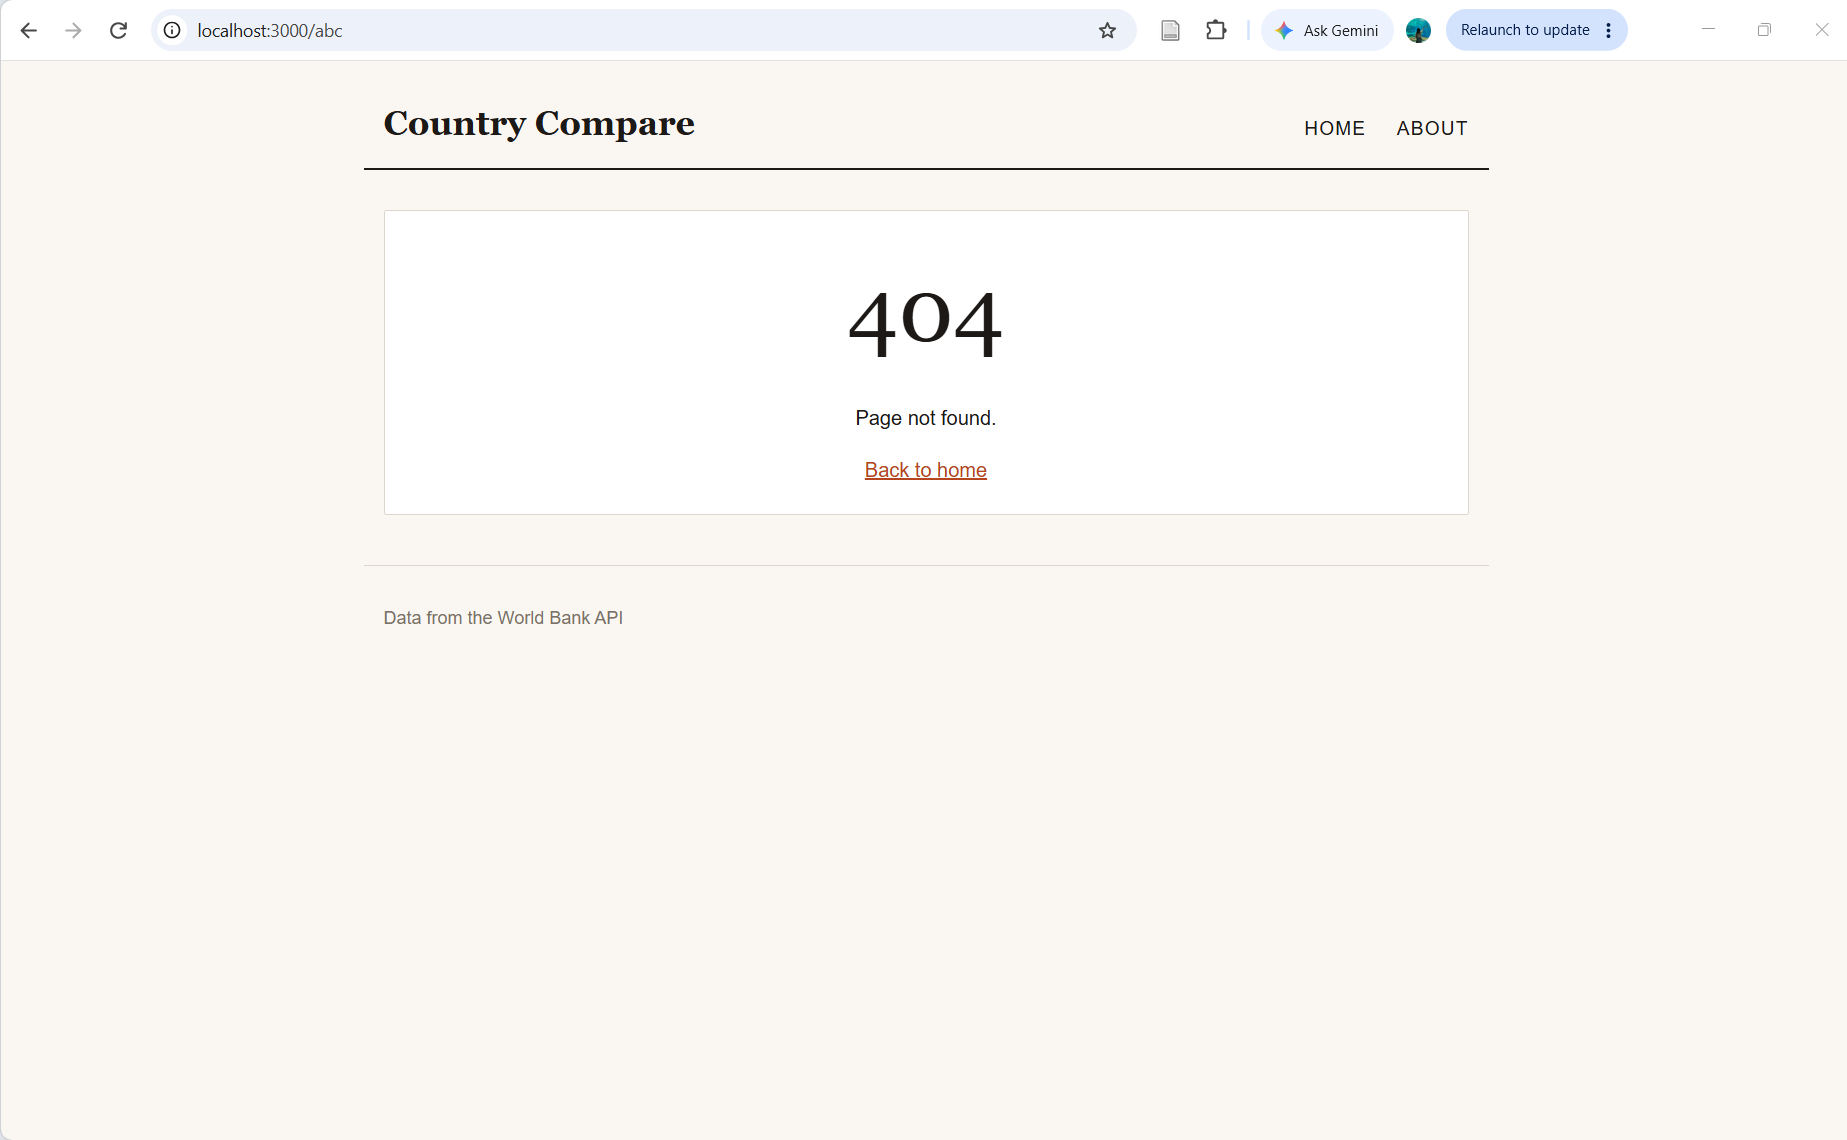 localhost:3000/abc
Ask Gemini
Relaunch to update
Country Compare
HOME ABOUT
404
Page not found.
Back to home
Data from the World Bank API